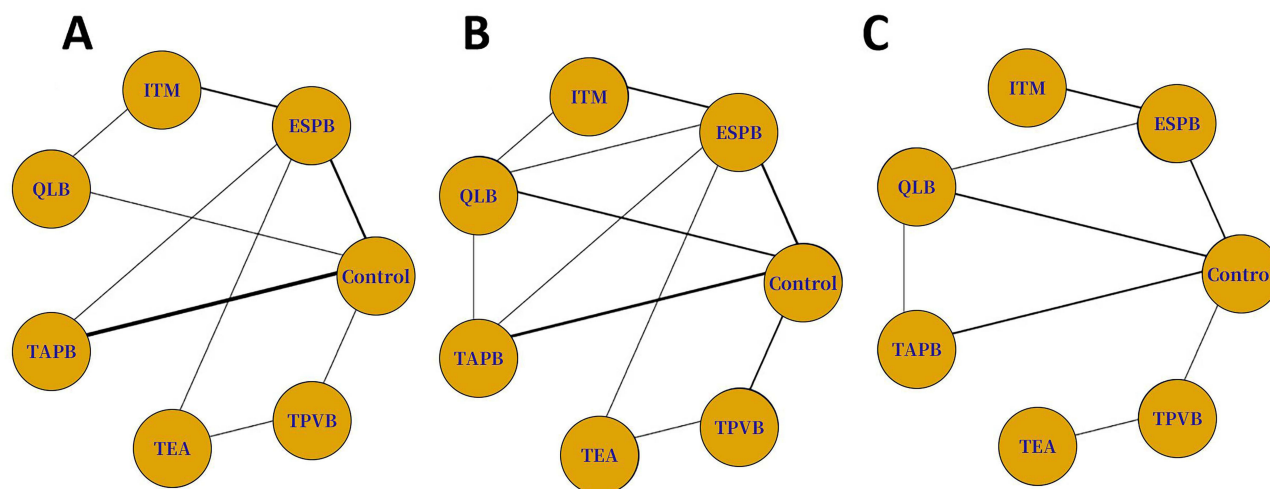 A
ITM
ESPB
QLB
Control
TAPB
TPVB
TEA
B
ITM
ESPB
QLB
Control
TAPB
TPVB
TEA
C
ITM
ESPB
QLB
Contro
TAPB
TPVB
TEA